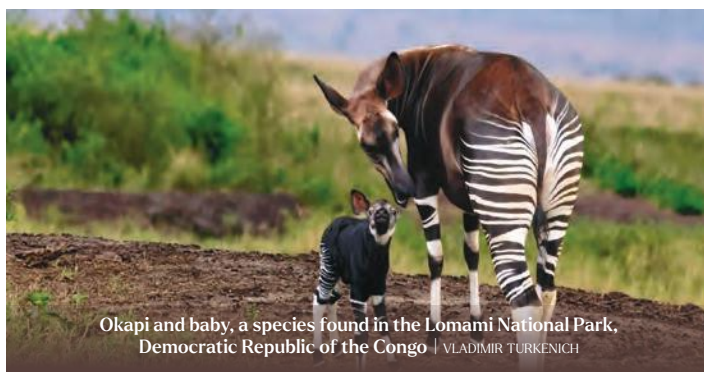 Okapi and baby, a species found in the Lomami National Park,
Democratic Republic of the Congo | VLADIMIR TURKENICH